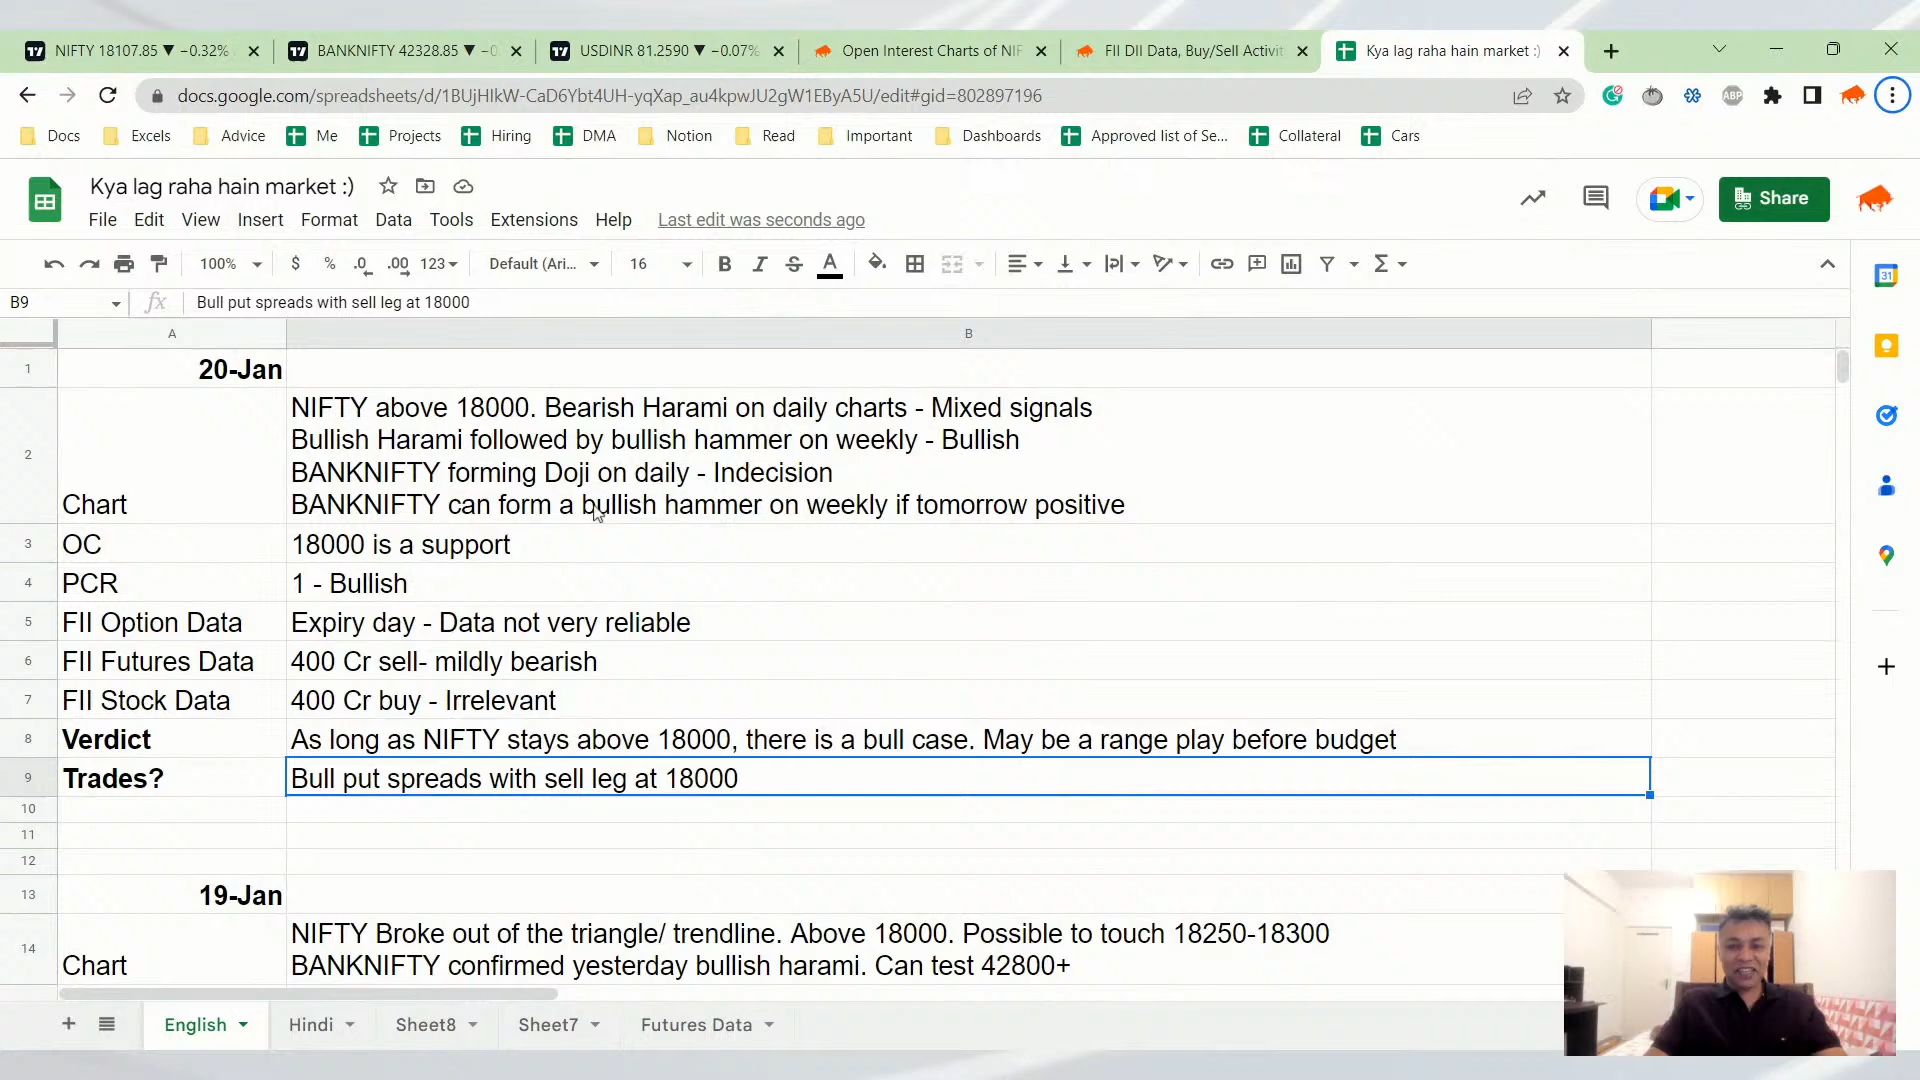 NIFTY 18107.85 ▼ −0.32%
BANKNIFTY 42328.85 ▼ −0
USDINR 81.2590 ▼ −0.07%
Open Interest Charts of NIF
FII DII Data, Buy/Sell Activit
Kya lag raha hain market :)
docs.google.com/spreadsheets/d/1BUjHIkW-CaD6Ybt4UH-yqXap_au4kpwJU2gW1EByA5U/edit#gid=802897196
ABP
Docs
Excels
Advice
Me
Projects
Hiring
DMA
Notion
Read
Important
Dashboards
Approved list of Se...
Collateral
Cars
Kya lag raha hain market :)
Share
File Edit View Insert Format Data Tools Extensions Help Last edit was seconds ago
100% $ % .0 .00 123 Default (Ari... 16 B I S A Σ
31
B9 fx Bull put spreads with sell leg at 18000
A B
1 20-Jan
NIFTY above 18000. Bearish Harami on daily charts - Mixed signals
Bullish Harami followed by bullish hammer on weekly - Bullish
2
BANKNIFTY forming Doji on daily - Indecision
Chart BANKNIFTY can form a bullish hammer on weekly if tomorrow positive
3 OC 18000 is a support
4 PCR 1 - Bullish
5 FII Option Data Expiry day - Data not very reliable
6 FII Futures Data 400 Cr sell- mildly bearish
7 FII Stock Data 400 Cr buy - Irrelevant
8 Verdict As long as NIFTY stays above 18000, there is a bull case. May be a range play before budget
9 Trades? Bull put spreads with sell leg at 18000
10
11
12
13 19-Jan
NIFTY Broke out of the triangle/ trendline. Above 18000. Possible to touch 18250-18300
14
Chart BANKNIFTY confirmed yesterday bullish harami. Can test 42800+
English Hindi Sheet8 Sheet7 Futures Data